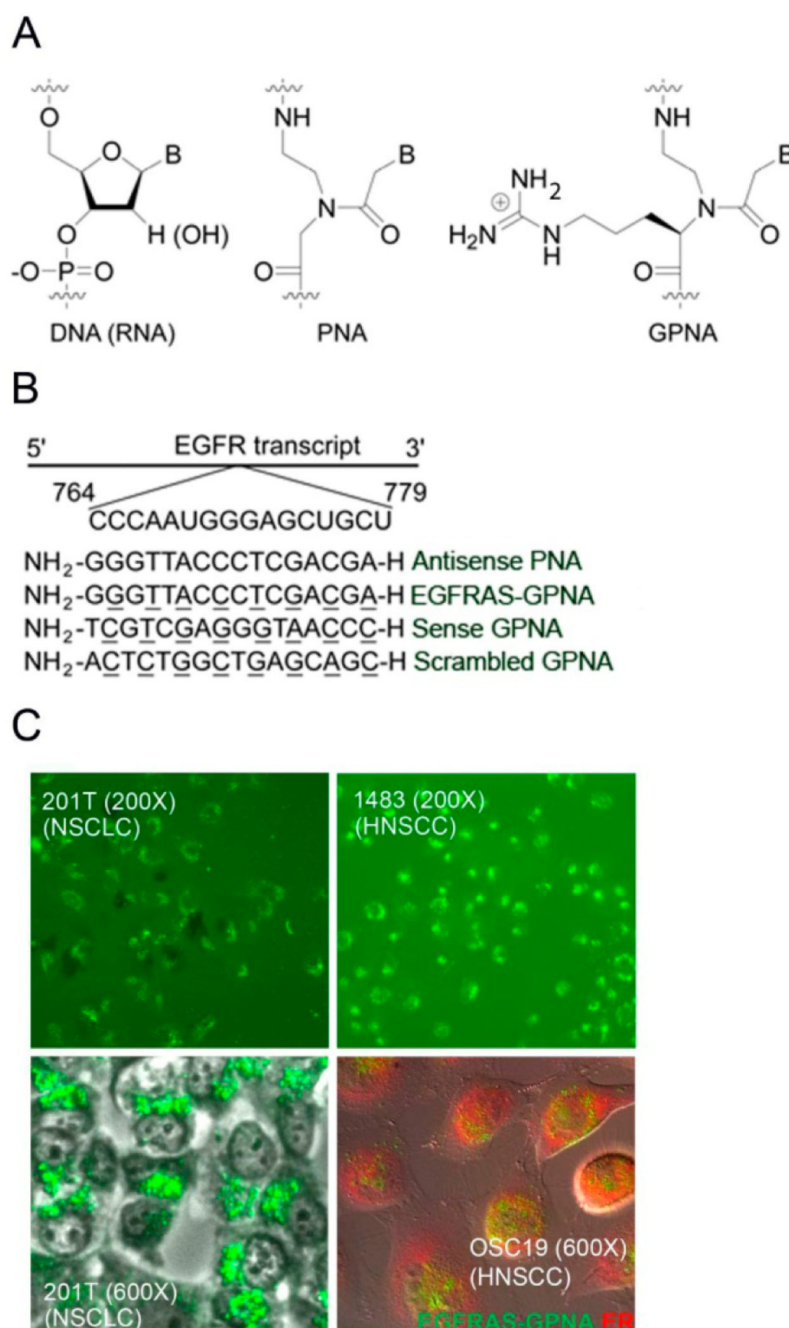 A
O
O
B
O
H (OH)
-O-P=O
DNA (RNA)
NH
B
N
O
O
PNA
NH
B
NH2
⊕
H2N
N
H
N
O
O
GPNA
B
5' EGFR transcript 3'
764 779
CCCAAUGGGAGCUGCU
NH2-GGGTTACCCTCGACGA-H Antisense PNA
NH2-GGGTTACCCTCGACGA-H EGFRAS-GPNA
NH2-TCGTCGAGGGTAACCC-H Sense GPNA
NH2-ACTCTGGCTGAGCAGC-H Scrambled GPNA
C
201T (200X)
(NSCLC)
1483 (200X)
(HNSCC)
201T (600X)
(NSCLC)
OSC19 (600X)
(HNSCC)
EGFRAS-GPNA ER